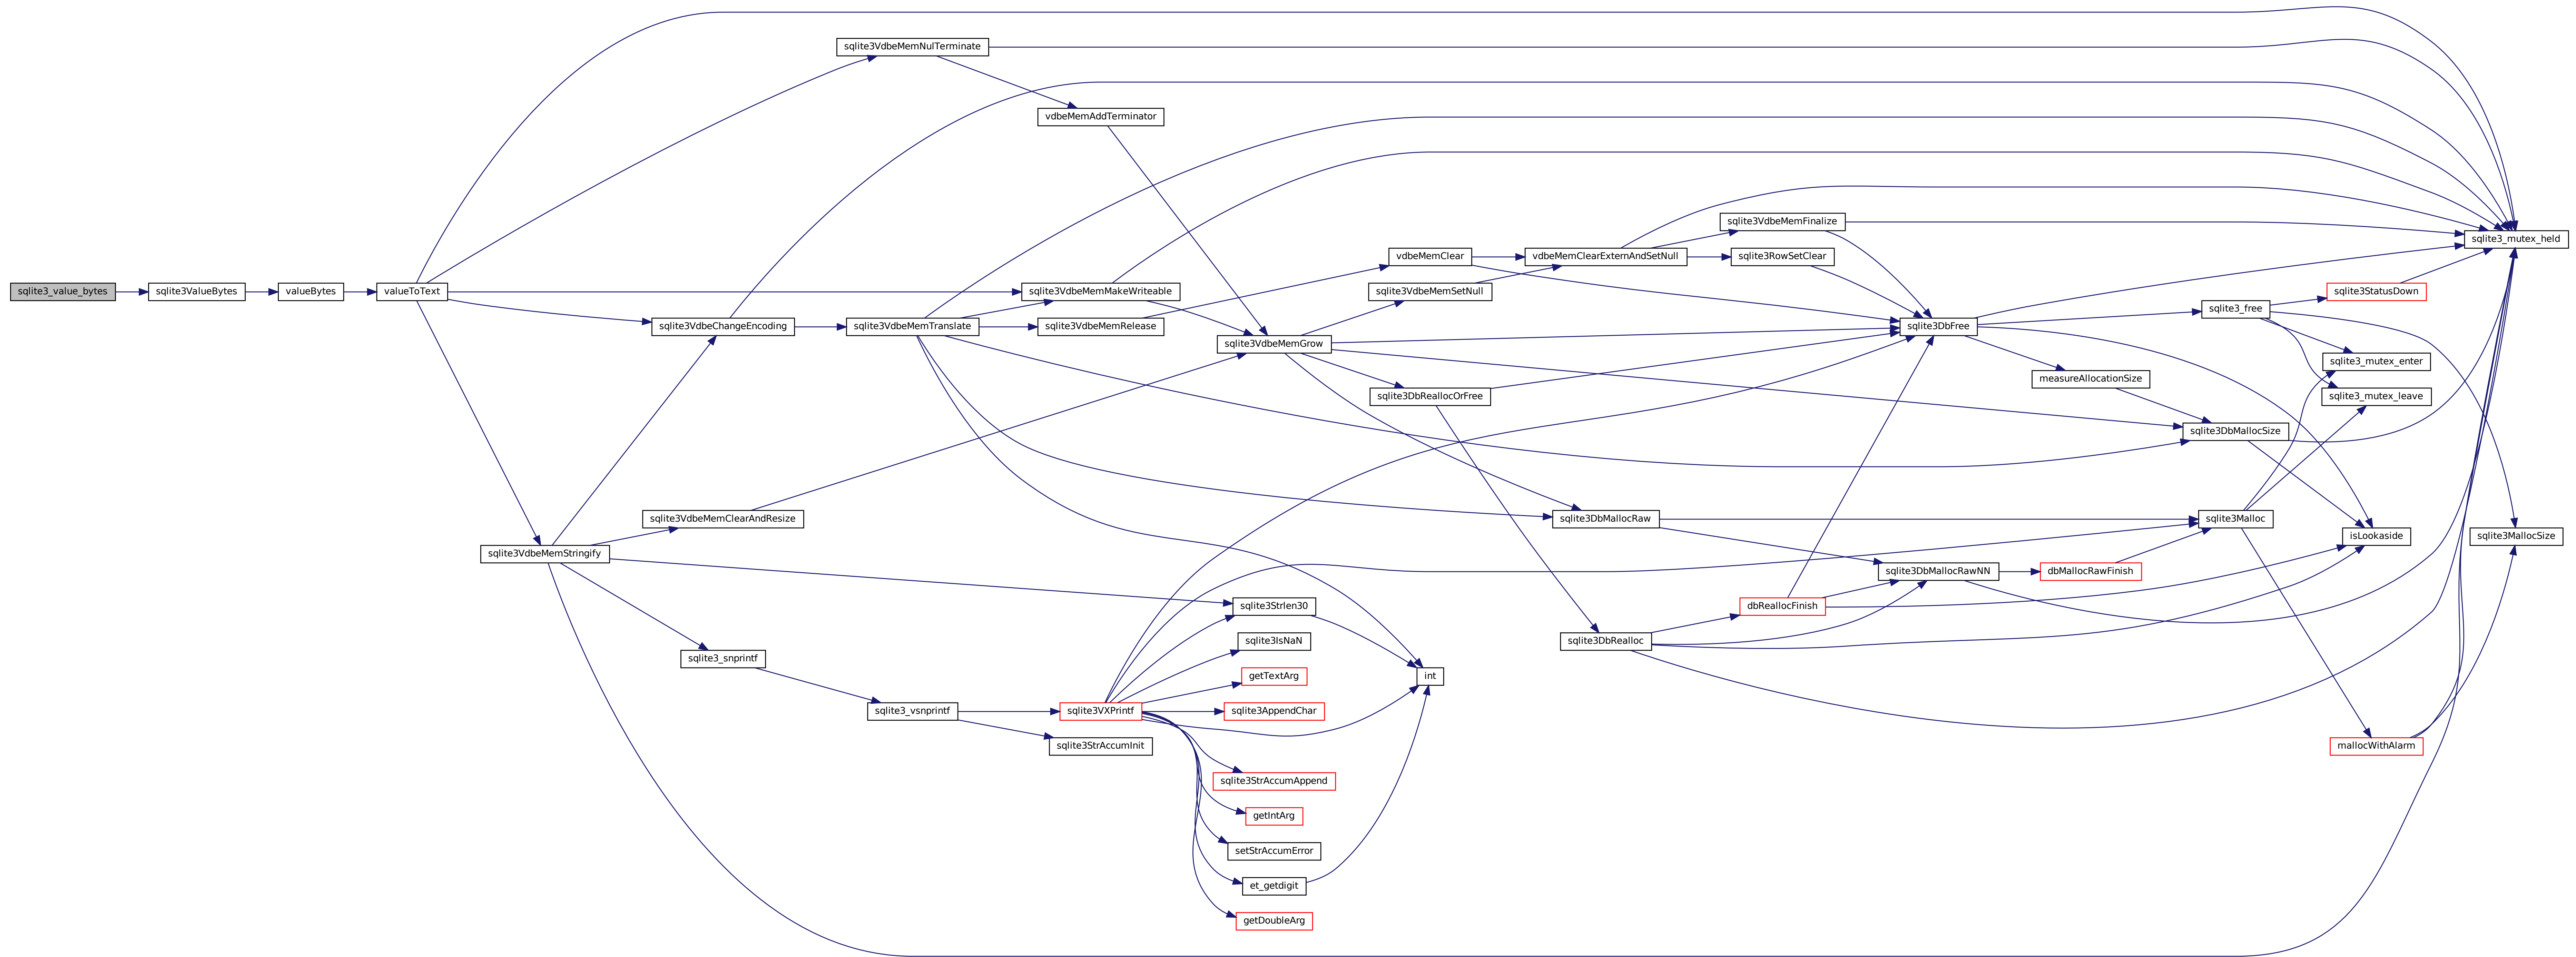 sqlite3_value_bytes
sqlite3ValueBytes
valueBytes
valueToText
sqlite3VdbeMemNulTerminate
vdbeMemAddTerminator
sqlite3VdbeChangeEncoding
sqlite3VdbeMemTranslate
sqlite3VdbeMemMakeWriteable
sqlite3VdbeMemRelease
sqlite3VdbeMemStringify
sqlite3VdbeMemClearAndResize
sqlite3_snprintf
sqlite3_vsnprintf
sqlite3VXPrintf
sqlite3StrAccumInit
sqlite3VdbeMemGrow
sqlite3Strlen30
sqlite3IsNaN
getTextArg
sqlite3AppendChar
sqlite3StrAccumAppend
getIntArg
setStrAccumError
et_getdigit
getDoubleArg
int
vdbeMemClear
sqlite3VdbeMemSetNull
sqlite3DbReallocOrFree
vdbeMemClearExternAndSetNull
sqlite3DbMallocRaw
sqlite3DbRealloc
sqlite3VdbeMemFinalize
sqlite3RowSetClear
dbReallocFinish
sqlite3DbFree
sqlite3DbMallocRawNN
measureAllocationSize
dbMallocRawFinish
sqlite3_free
sqlite3DbMallocSize
sqlite3Malloc
sqlite3StatusDown
sqlite3_mutex_enter
sqlite3_mutex_leave
isLookaside
mallocWithAlarm
sqlite3_mutex_held
sqlite3MallocSize